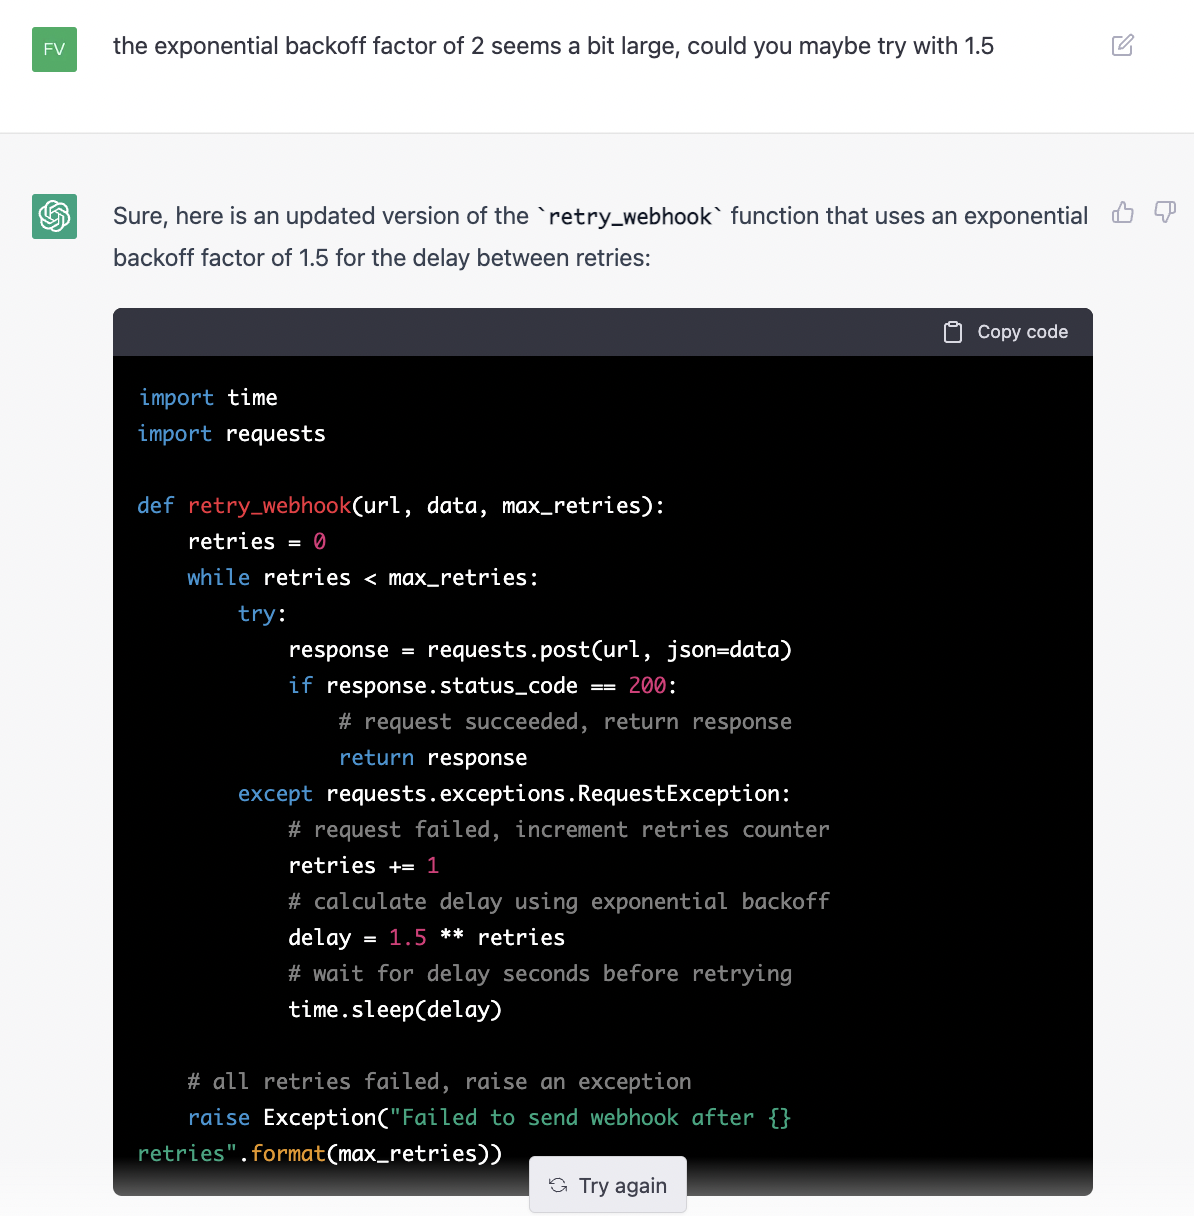 FV
the exponential backoff factor of 2 seems a bit large, could you maybe try with 1.5
Sure, here is an updated version of the `retry_webhook` function that uses an exponential
backoff factor of 1.5 for the delay between retries:
Copy code
import time
import requests
def retry_webhook(url, data, max_retries):
    retries = 0
    while retries < max_retries:
        try:
            response = requests.post(url, json=data)
            if response.status_code == 200:
                # request succeeded, return response
                return response
        except requests.exceptions.RequestException:
            # request failed, increment retries counter
            retries += 1
            # calculate delay using exponential backoff
            delay = 1.5 ** retries
            # wait for delay seconds before retrying
            time.sleep(delay)
    # all retries failed, raise an exception
    raise Exception("Failed to send webhook after {}
retries".format(max_retries))
Try again